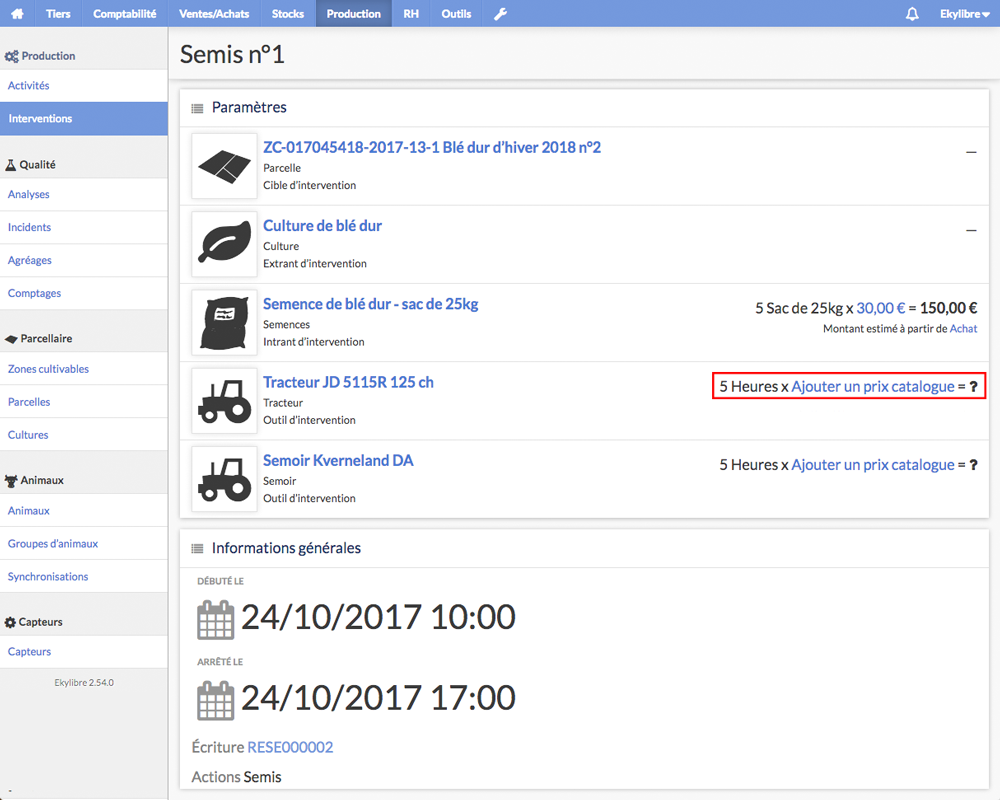 Tiers Comptabilité Ventes/Achats Stocks Production RH Outils Ekylibre
Production
Activités
Interventions
Qualité
Analyses
Incidents
Agréages
Comptages
Parcellaire
Zones cultivables
Parcelles
Cultures
Animaux
Animaux
Groupes d'animaux
Synchronisations
Capteurs
Capteurs
Ekylibre 2.54.0
-
Semis n°1
Paramètres
ZC-017045418-2017-13-1 Blé dur d'hiver 2018 n°2
Parcelle
Cible d'intervention
–
Culture de blé dur
Culture
Extrant d'intervention
–
Semence de blé dur - sac de 25kg
Semences
Intrant d'intervention
5 Sac de 25kg x 30,00 € = 150,00 €
Montant estimé à partir de Achat
Tracteur JD 5115R 125 ch
Tracteur
Outil d'intervention
5 Heures x Ajouter un prix catalogue = ?
Semoir Kverneland DA
Semoir
Outil d'intervention
5 Heures x Ajouter un prix catalogue = ?
Informations générales
DÉBUTÉ LE
24/10/2017 10:00
ARRÊTÉ LE
24/10/2017 17:00
Écriture RESE000002
Actions Semis